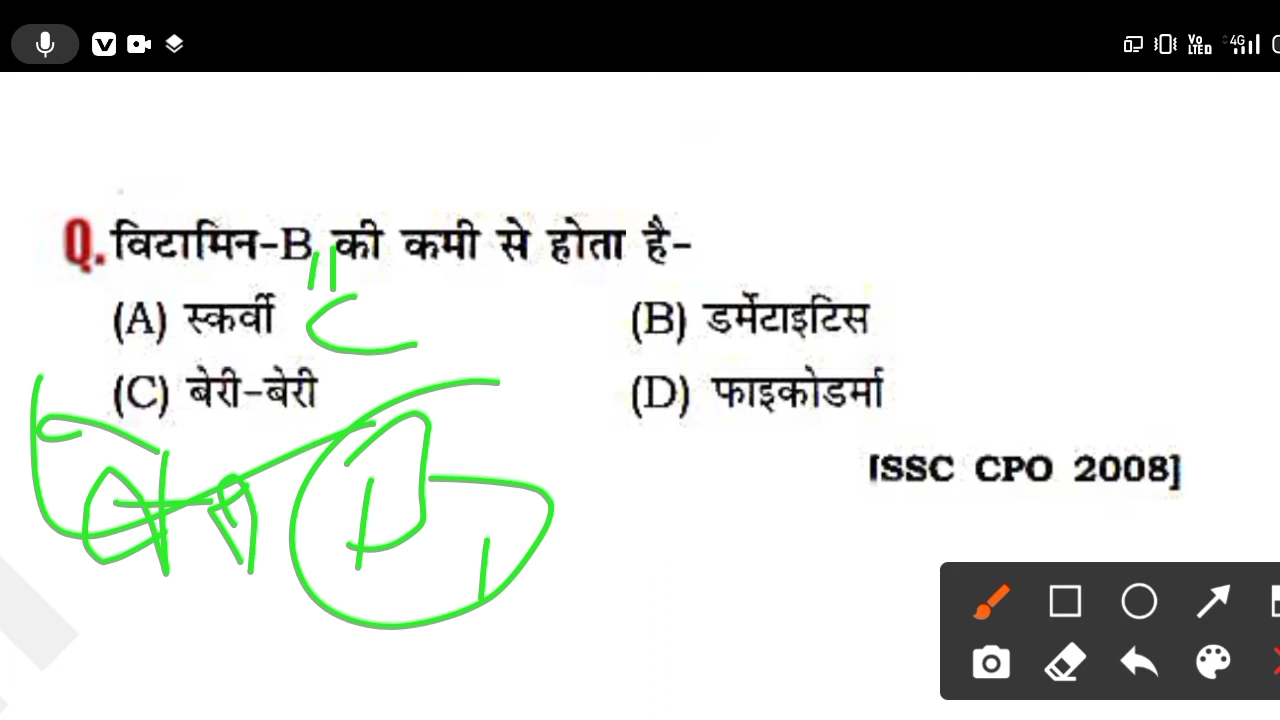 Q. विटामिन-B की कमी से होता है-
(A) स्कर्वी C
(B) डर्मेटाइटिस
(C) बेरी-बेरी
(D) फाइकोडर्मा
[SSC CPO 2008]